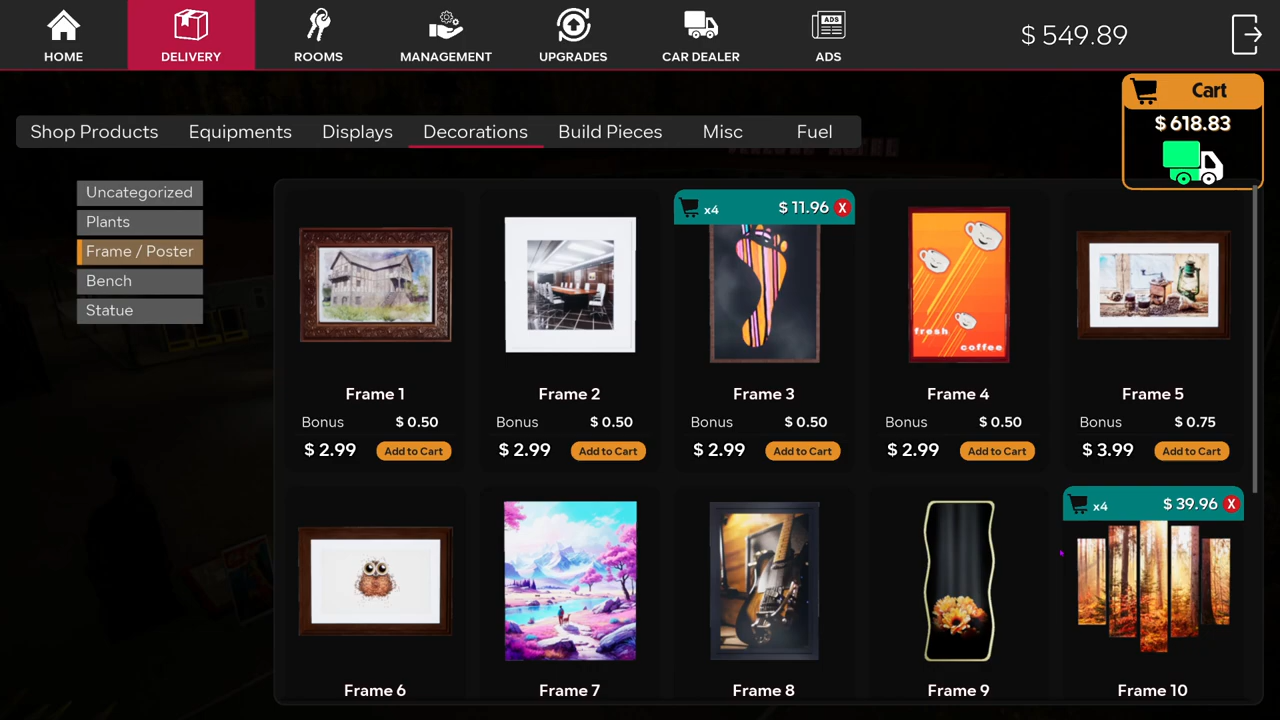 HOME
DELIVERY
ROOMS
MANAGEMENT
UPGRADES
CAR DEALER
ADS
ADS
$ 549.89
Cart
$ 618.83
Shop Products
Equipments
Displays
Decorations
Build Pieces
Misc
Fuel
Uncategorized
Plants
Frame / Poster
Bench
Statue
x4
$ 11.96
X
fresh
coffee
Frame 1
Frame 2
Frame 3
Frame 4
Frame 5
Bonus $ 0.50
Bonus $ 0.50
Bonus $ 0.50
Bonus $ 0.50
Bonus $ 0.75
$ 2.99 Add to Cart
$ 2.99 Add to Cart
$ 2.99 Add to Cart
$ 2.99 Add to Cart
$ 3.99 Add to Cart
x4
$ 39.96
X
Frame 6
Frame 7
Frame 8
Frame 9
Frame 10